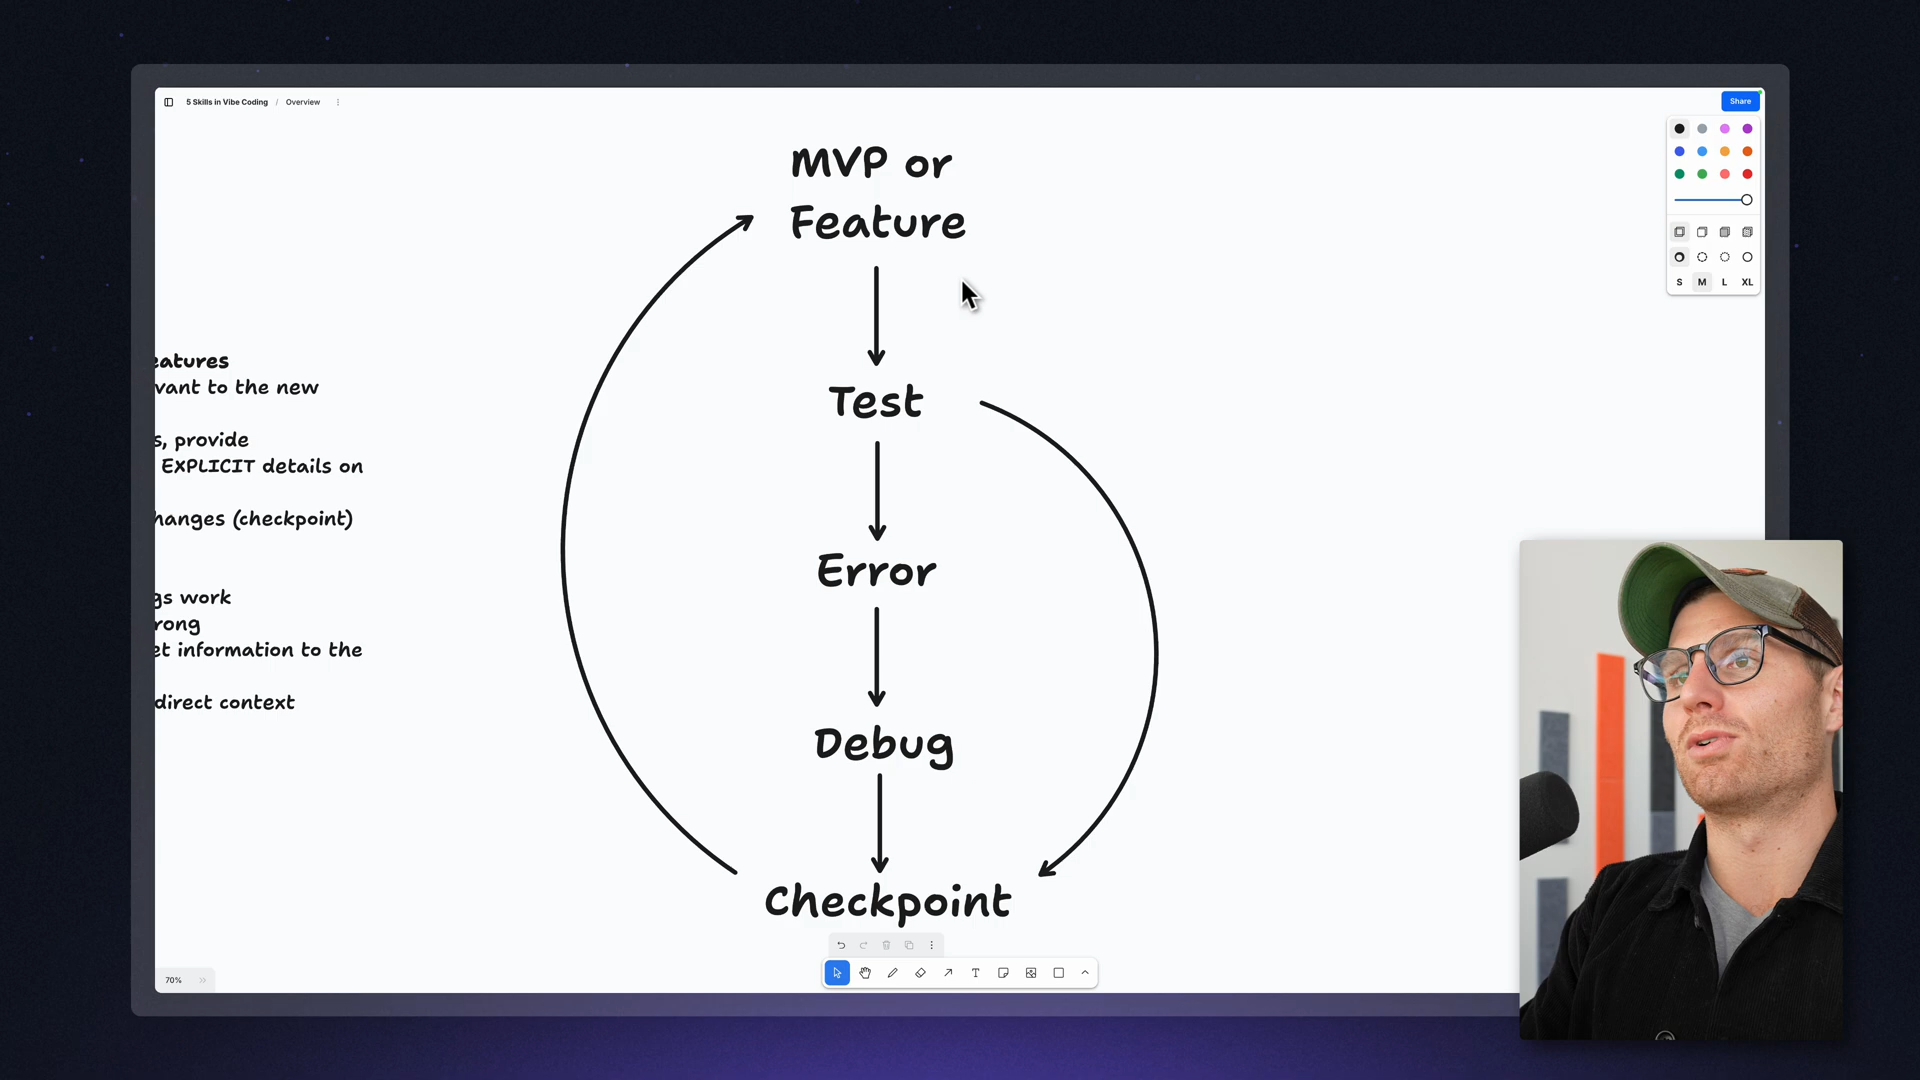 5 Skills in Vibe Coding / Overview
Share
MVP or
Feature
Test
Error
Debug
Checkpoint
eatures
vant to the new
s, provide
EXPLICIT details on
hanges (checkpoint)
gs work
rong
et information to the
direct context
S M L XL
70%